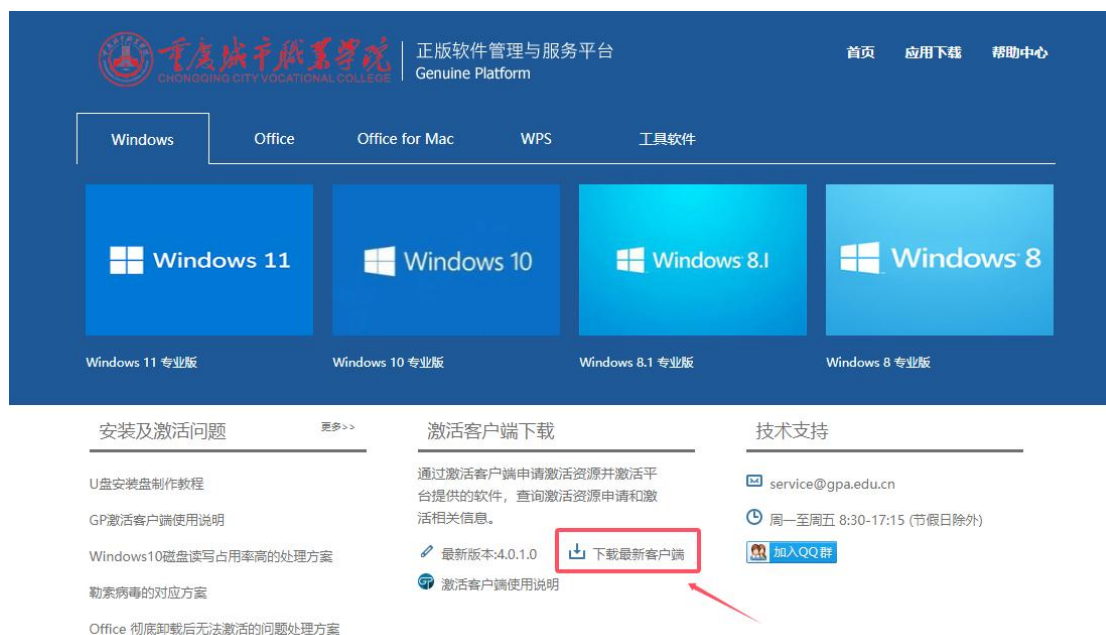 重庆城市职业学院
CHONGQING CITY VOCATIONAL COLLEGE
正版软件管理与服务平台
Genuine Platform
首页 应用下载 帮助中心
Windows Office Office for Mac WPS 工具软件
Windows 11 Windows 10 Windows 8.1 Windows 8
Windows 11 专业版 Windows 10 专业版 Windows 8.1 专业版 Windows 8 专业版
安装及激活问题 更多>>
U盘安装盘制作教程
GP激活客户端使用说明
Windows10磁盘读写占用率高的处理方案
勒索病毒的对应方案
Office 彻底卸载后无法激活的问题处理方案
激活客户端下载
通过激活客户端申请激活资源并激活平
台提供的软件，查询激活资源申请和激
活相关信息。
最新版本:4.0.1.0 下载最新客户端
激活客户端使用说明
技术支持
service@gpa.edu.cn
周一至周五 8:30-17:15 (节假日除外)
加入QQ群